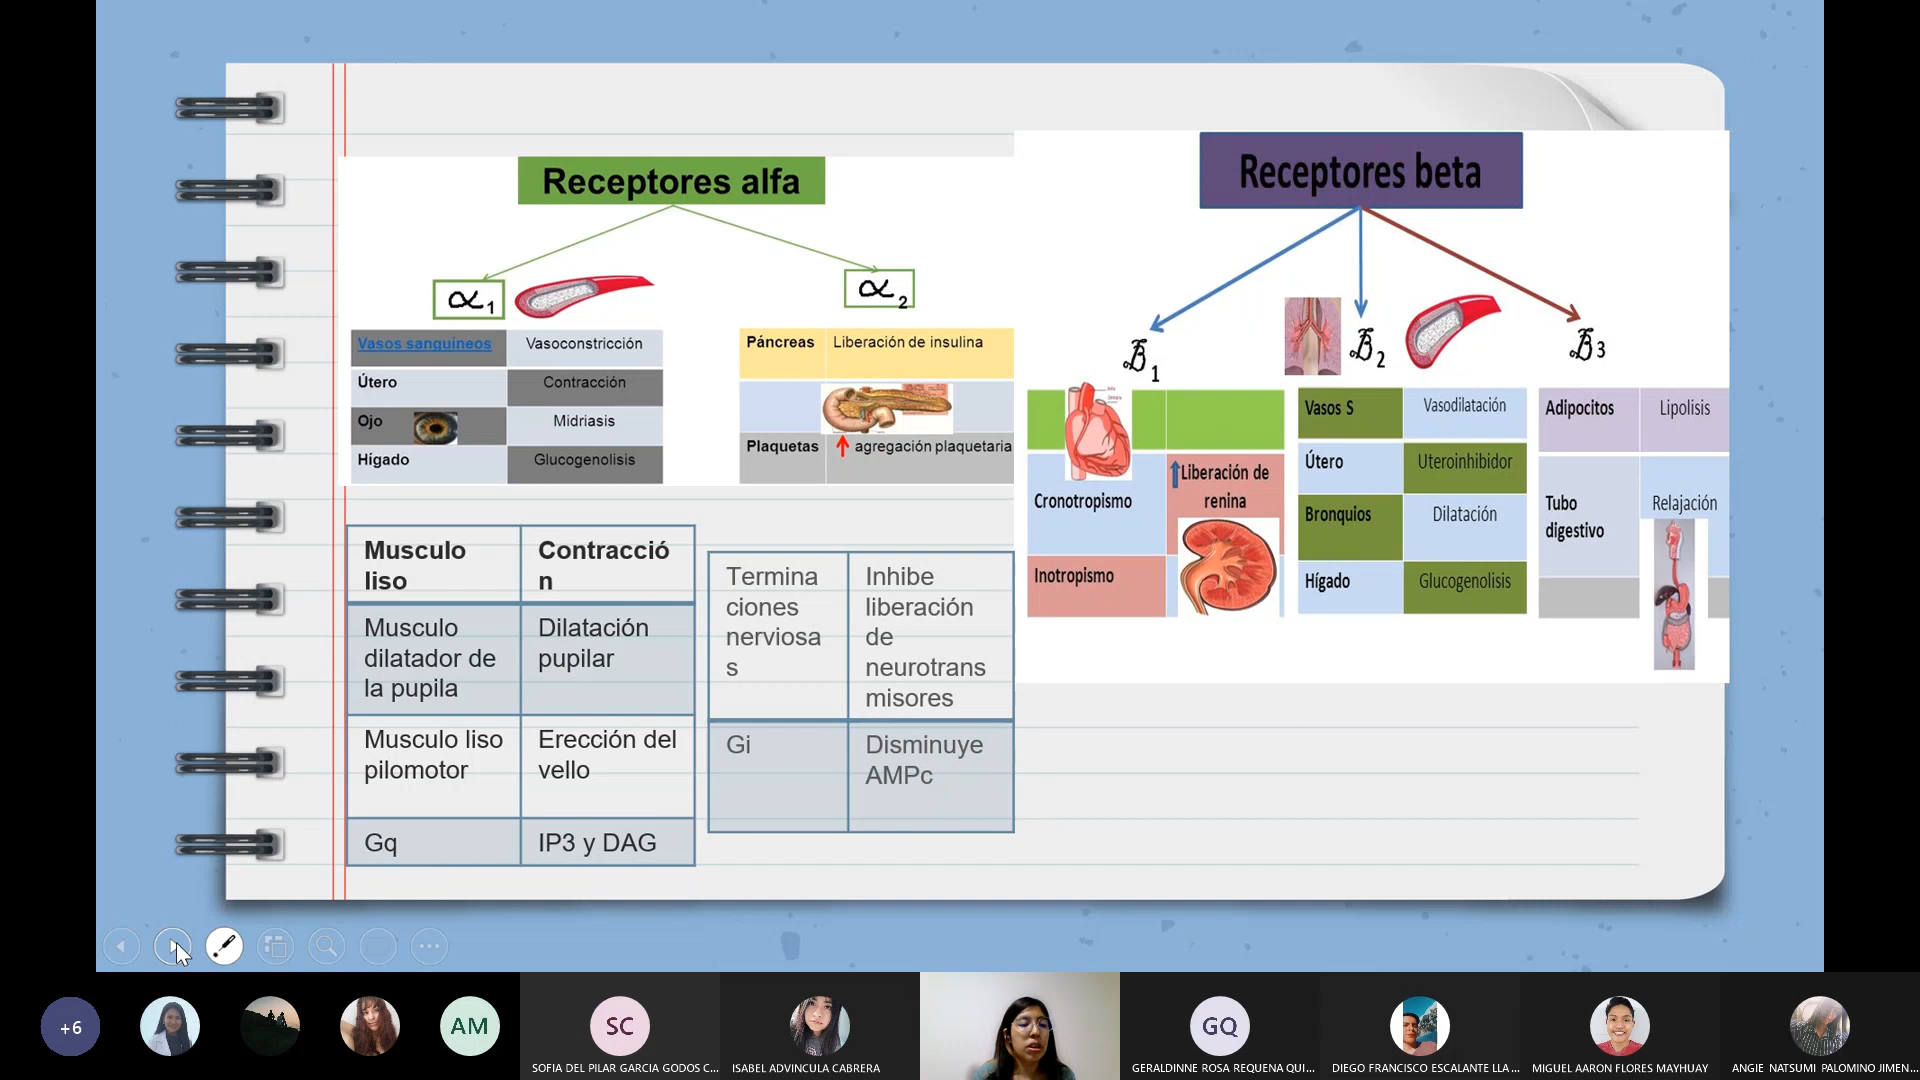 Receptores alfa
α1
α2
Vasos sanguíneos Vasoconstricción
Útero Contracción
Ojo Midriasis
Hígado Glucogenolisis
Páncreas Liberación de insulina
Plaquetas agregación plaquetaria
Musculo
liso
Contracció
n
Musculo
dilatador de
la pupila
Dilatación
pupilar
Musculo liso
pilomotor
Erección del
vello
Gq IP3 y DAG
Termina
ciones
nerviosa
s
Inhibe
liberación
de
neurotrans
misores
Gi
Disminuye
AMPc
Receptores beta
B1
B2
B3
Cronotropismo
Liberación de
renina
Inotropismo
Vasos S Vasodilatación
Útero Uteroinhibidor
Bronquios Dilatación
Hígado Glucogenolisis
Adipocitos Lipolisis
Tubo
digestivo
Relajación
+6
AM
SC
GQ
SOFIA DEL PILAR GARCIA GODOS C...
ISABEL ADVINCULA CABRERA
GERALDINNE ROSA REQUENA QUI...
DIEGO FRANCISCO ESCALANTE LLA...
MIGUEL AARON FLORES MAYHUAY
ANGIE NATSUMI PALOMINO JIMEN...